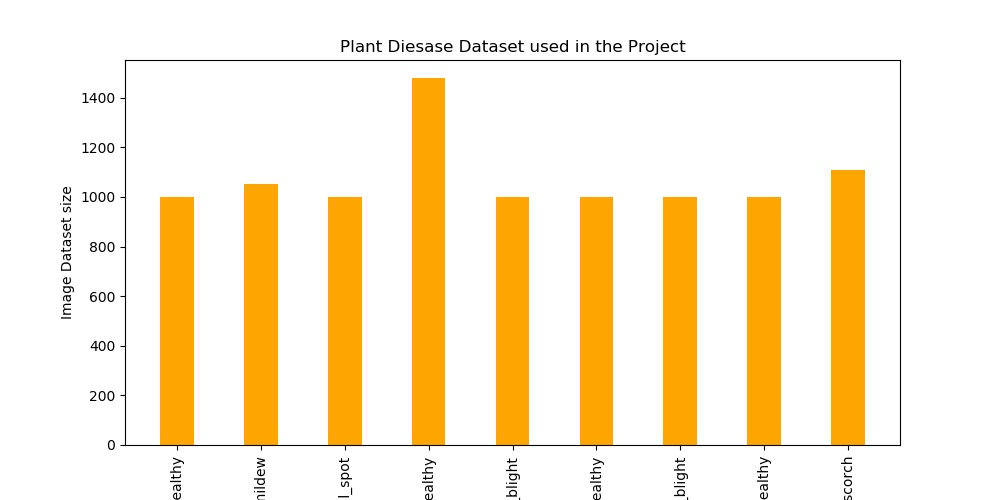 Plant Diesase Dataset used in the Project
Image Dataset size
1400
1200
1000
800
600
400
200
0
ealthy
mildew
l_spot
ealthy
_blight
ealthy
_blight
ealthy
scorch